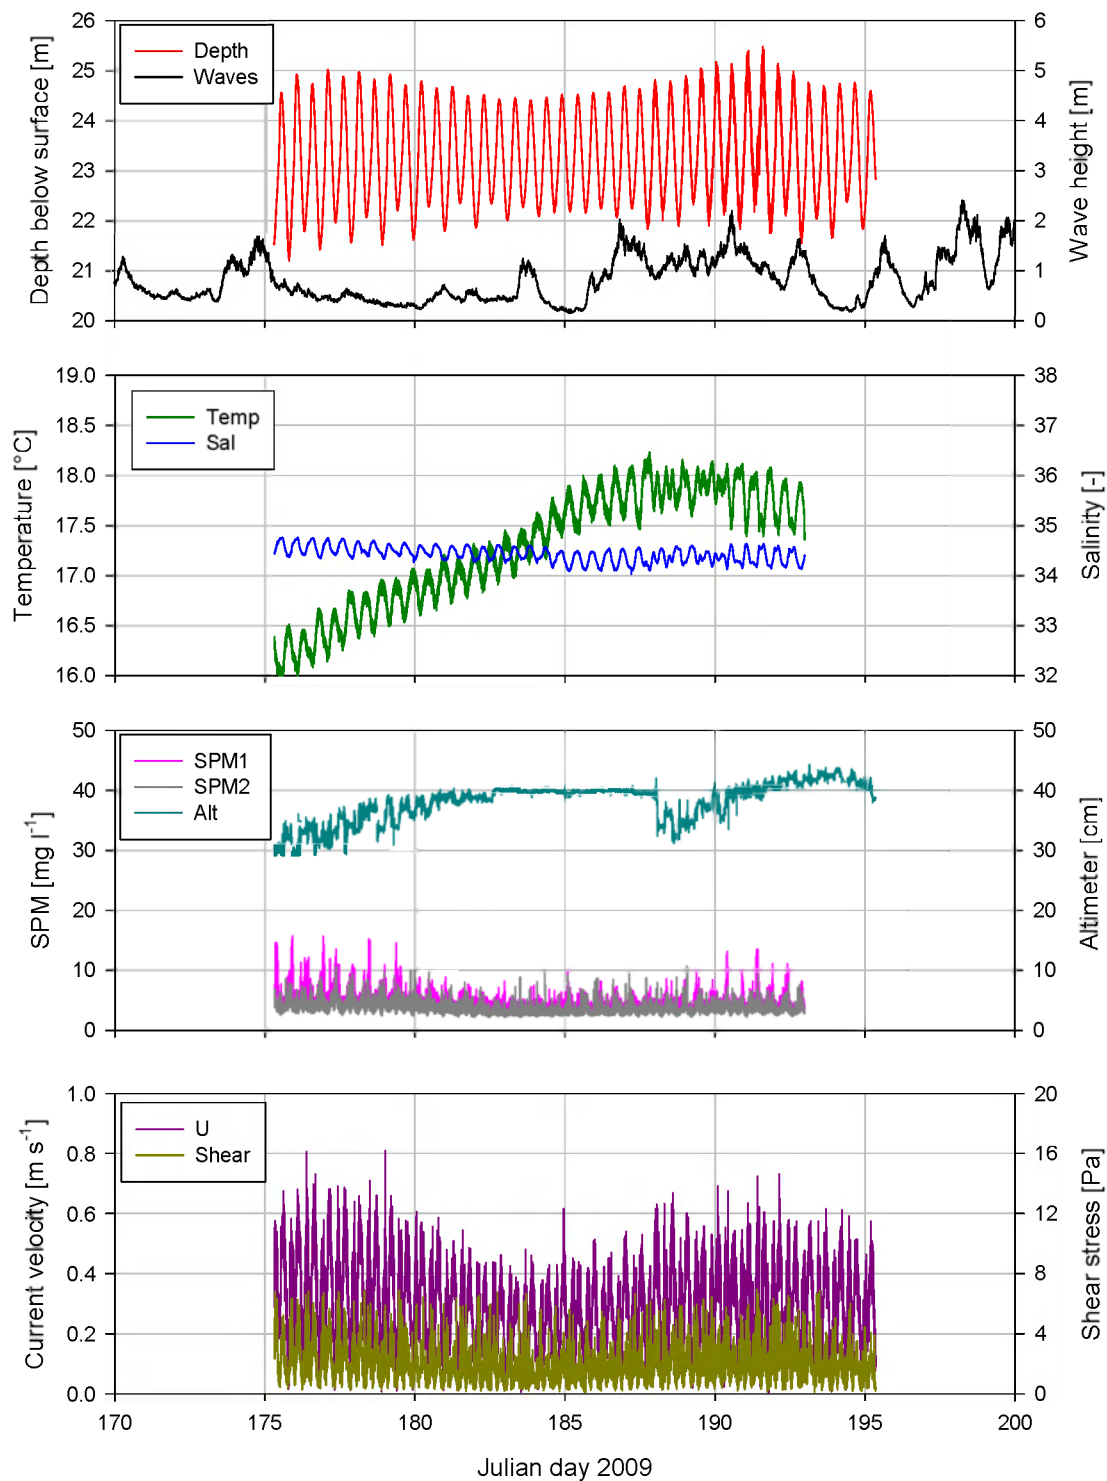 26
25
24
23
22
21
20
Depth below surface [m]
Depth
Waves
6
5
4
3
2
1
0
Wave height [m]
19.0
18.5
18.0
17.5
17.0
16.5
16.0
Temperature [°C]
Temp
Sal
38
37
36
35
34
33
32
Salinity [-]
50
40
30
20
10
0
SPM [mg l-1]
SPM1
SPM2
Alt
50
40
30
20
10
0
Altimeter [cm]
1.0
0.8
0.6
0.4
0.2
0.0
Current velocity [m s-1]
U
Shear
20
16
12
8
4
0
Shear stress [Pa]
170 175 180 185 190 195 200
Julian day 2009